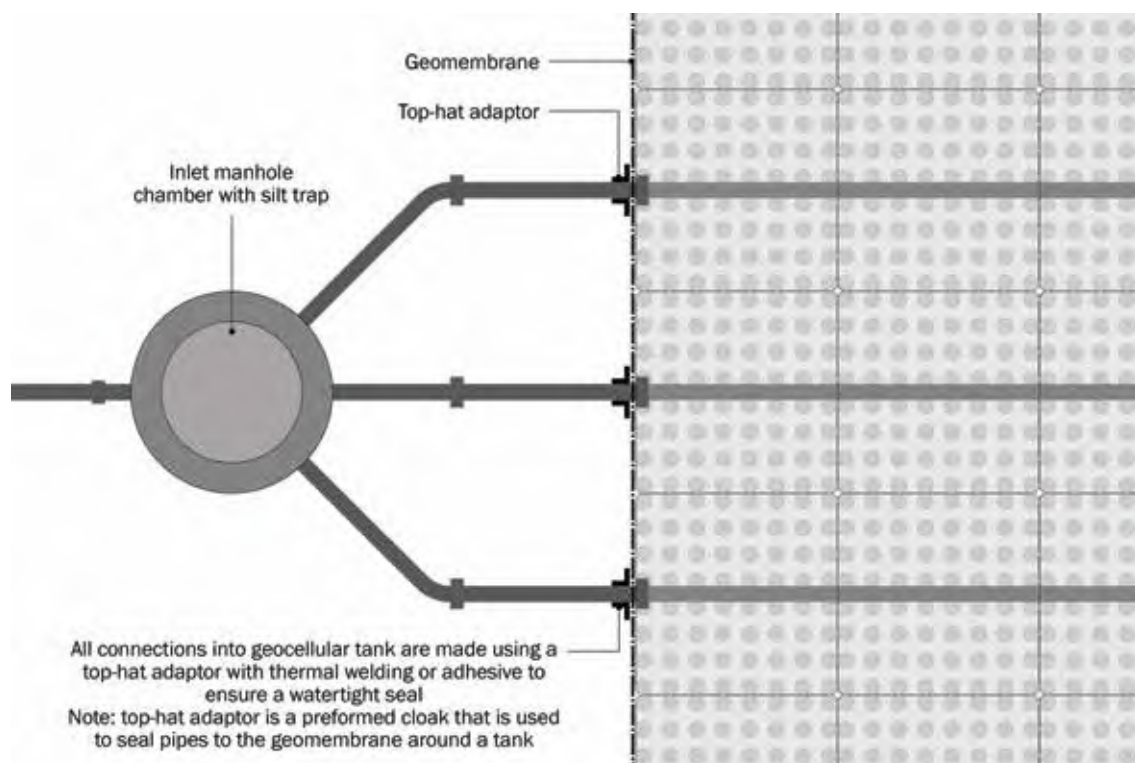 Geomembrane
Top-hat adaptor
Inlet manhole
chamber with silt trap
All connections into geocellular tank are made using a
top-hat adaptor with thermal welding or adhesive to
ensure a watertight seal
Note: top-hat adaptor is a preformed cloak that is used
to seal pipes to the geomembrane around a tank